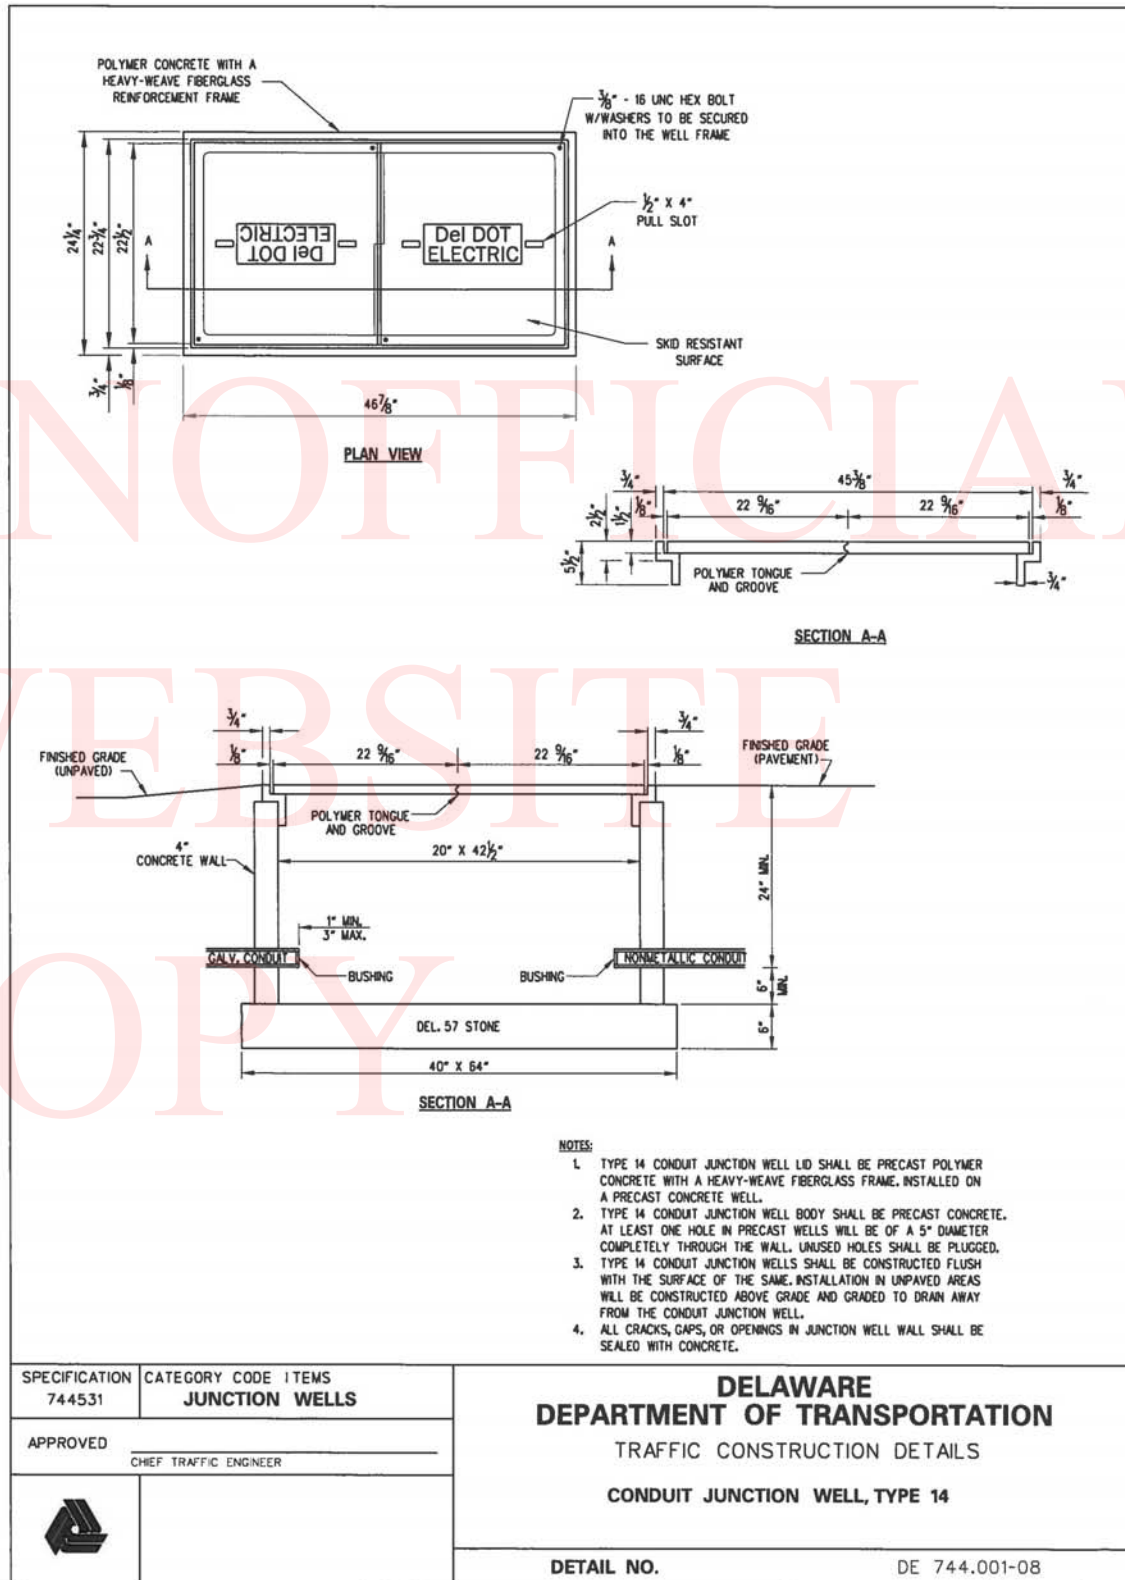 POLYMER CONCRETE WITH A
HEAVY-WEAVE FIBERGLASS
REINFORCEMENT FRAME
3/8" - 16 UNC HEX BOLT
W/WASHERS TO BE SECURED
INTO THE WELL FRAME
1/2" X 4"
PULL SLOT
24 1/4"
22 3/4"
22 1/2"
A
A
Del DOT
ELECTRIC
Del DOT
ELECTRIC
SKID RESISTANT
SURFACE
3/4"
1/8"
46 7/8"
PLAN VIEW
3/4"
45 3/8"
3/4"
2 1/2"
1 1/2"
1/8"
22 9/16"
22 9/16"
1/8"
5 1/2"
POLYMER TONGUE
AND GROOVE
3/4"
SECTION A-A
NOFFICIAL
WEBSITE
OPY
3/4"
3/4"
FINISHED GRADE
(UNPAVED)
1/8"
22 9/16"
22 9/16"
1/8"
FINISHED GRADE
(PAVEMENT)
POLYMER TONGUE
AND GROOVE
4"
CONCRETE WALL
20" X 42 1/2"
24" MIN.
1" MIN.
3" MAX.
GALV. CONDUIT
BUSHING
BUSHING
NONMETALLIC CONDUIT
6"
MIN.
DEL. 57 STONE
6"
40" X 64"
SECTION A-A
NOTES:
1. TYPE 14 CONDUIT JUNCTION WELL LID SHALL BE PRECAST POLYMER
CONCRETE WITH A HEAVY-WEAVE FIBERGLASS FRAME. INSTALLED ON
A PRECAST CONCRETE WELL.
2. TYPE 14 CONDUIT JUNCTION WELL BODY SHALL BE PRECAST CONCRETE.
AT LEAST ONE HOLE IN PRECAST WELLS WILL BE OF A 5" DIAMETER
COMPLETELY THROUGH THE WALL. UNUSED HOLES SHALL BE PLUGGED.
3. TYPE 14 CONDUIT JUNCTION WELLS SHALL BE CONSTRUCTED FLUSH
WITH THE SURFACE OF THE SAME. INSTALLATION IN UNPAVED AREAS
WILL BE CONSTRUCTED ABOVE GRADE AND GRADED TO DRAIN AWAY
FROM THE CONDUIT JUNCTION WELL.
4. ALL CRACKS, GAPS, OR OPENINGS IN JUNCTION WELL WALL SHALL BE
SEALED WITH CONCRETE.
SPECIFICATION
744531
CATEGORY CODE ITEMS
JUNCTION WELLS
APPROVED
CHIEF TRAFFIC ENGINEER
DELAWARE
DEPARTMENT OF TRANSPORTATION
TRAFFIC CONSTRUCTION DETAILS
CONDUIT JUNCTION WELL, TYPE 14
DETAIL NO.
DE 744.001-08